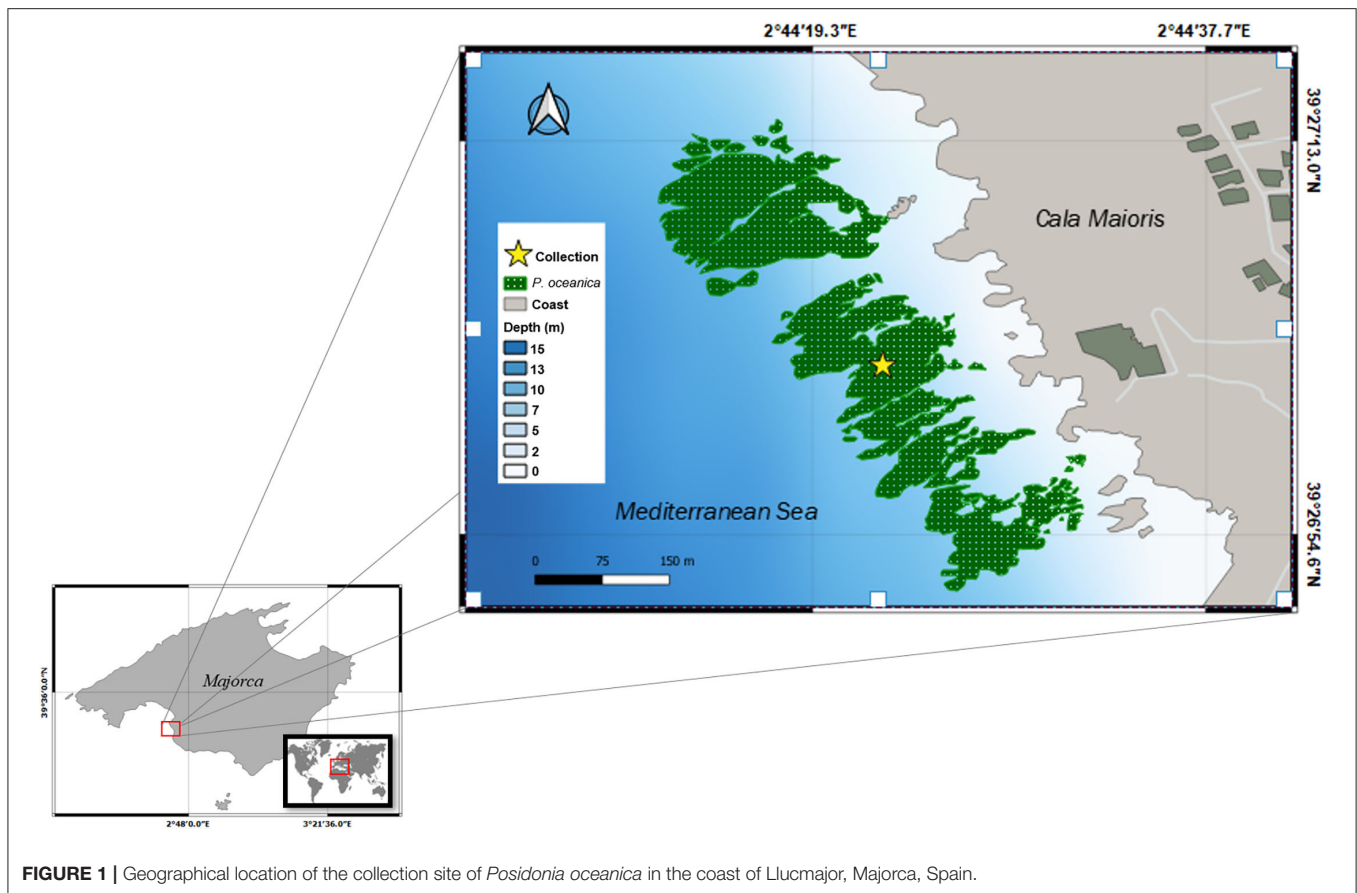 2°44'19.3"E
2°44'37.7"E
39°27'13.0"N
Cala Maioris
Collection
P. oceanica
Coast
Depth (m)
15
13
10
7
5
2
0
Mediterranean Sea
39°26'54.6"N
0 75 150 m
Majorca
39°36'0.0"N
2°48'0.0"E
3°21'36.0"E
FIGURE 1 | Geographical location of the collection site of Posidonia oceanica in the coast of Llucmajor, Majorca, Spain.